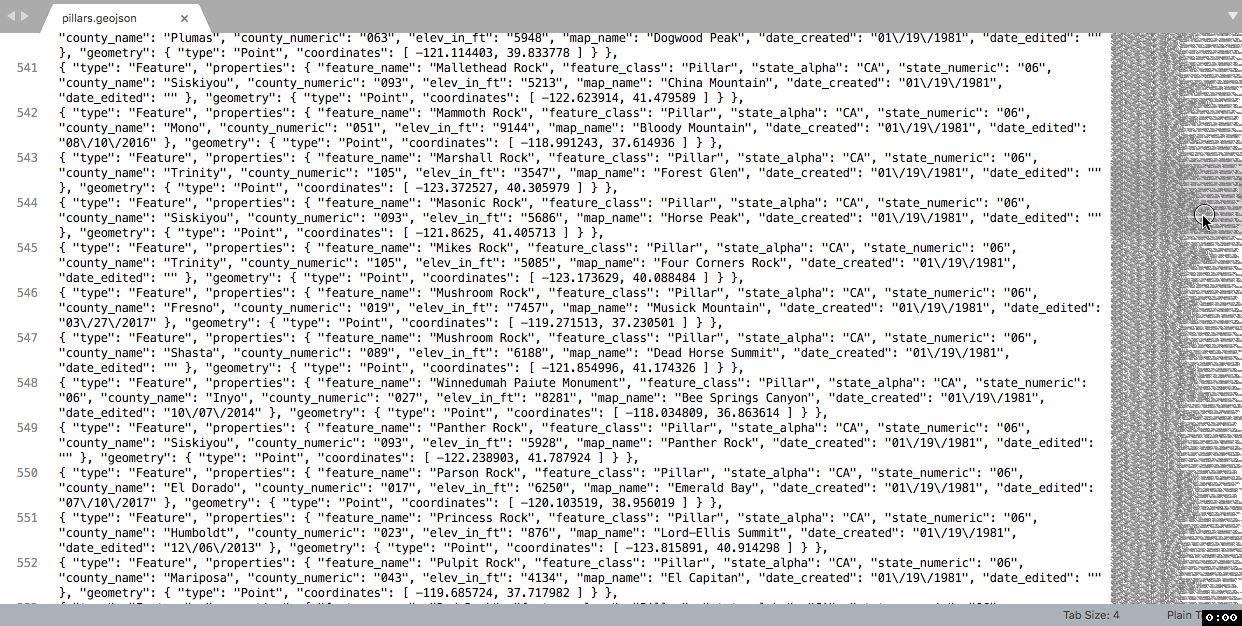 pillars.geojson
"county_name": "Plumas", "county_numeric": "063", "elev_in_ft": "5948", "map_name": "Dogwood Peak", "date_created": "01\/19\/1981", "date_edited": ""
}, "geometry": { "type": "Point", "coordinates": [ -121.114403, 39.833778 ] } },
541 { "type": "Feature", "properties": { "feature_name": "Mallethead Rock", "feature_class": "Pillar", "state_alpha": "CA", "state_numeric": "06",
"county_name": "Siskiyou", "county_numeric": "093", "elev_in_ft": "5213", "map_name": "China Mountain", "date_created": "01\/19\/1981",
"date_edited": "" }, "geometry": { "type": "Point", "coordinates": [ -122.623914, 41.479589 ] } },
542 { "type": "Feature", "properties": { "feature_name": "Mammoth Rock", "feature_class": "Pillar", "state_alpha": "CA", "state_numeric": "06",
"county_name": "Mono", "county_numeric": "051", "elev_in_ft": "9144", "map_name": "Bloody Mountain", "date_created": "01\/19\/1981", "date_edited":
"08\/10\/2016" }, "geometry": { "type": "Point", "coordinates": [ -118.991243, 37.614936 ] } },
543 { "type": "Feature", "properties": { "feature_name": "Marshall Rock", "feature_class": "Pillar", "state_alpha": "CA", "state_numeric": "06",
"county_name": "Trinity", "county_numeric": "105", "elev_in_ft": "3547", "map_name": "Forest Glen", "date_created": "01\/19\/1981", "date_edited": ""
}, "geometry": { "type": "Point", "coordinates": [ -123.372527, 40.305979 ] } },
544 { "type": "Feature", "properties": { "feature_name": "Masonic Rock", "feature_class": "Pillar", "state_alpha": "CA", "state_numeric": "06",
"county_name": "Siskiyou", "county_numeric": "093", "elev_in_ft": "5686", "map_name": "Horse Peak", "date_created": "01\/19\/1981", "date_edited": ""
}, "geometry": { "type": "Point", "coordinates": [ -121.8625, 41.405713 ] } },
545 { "type": "Feature", "properties": { "feature_name": "Mikes Rock", "feature_class": "Pillar", "state_alpha": "CA", "state_numeric": "06",
"county_name": "Trinity", "county_numeric": "105", "elev_in_ft": "5085", "map_name": "Four Corners Rock", "date_created": "01\/19\/1981",
"date_edited": "" }, "geometry": { "type": "Point", "coordinates": [ -123.173629, 40.088484 ] } },
546 { "type": "Feature", "properties": { "feature_name": "Mushroom Rock", "feature_class": "Pillar", "state_alpha": "CA", "state_numeric": "06",
"county_name": "Fresno", "county_numeric": "019", "elev_in_ft": "7457", "map_name": "Musick Mountain", "date_created": "01\/19\/1981", "date_edited":
"03\/27\/2017" }, "geometry": { "type": "Point", "coordinates": [ -119.271513, 37.230501 ] } },
547 { "type": "Feature", "properties": { "feature_name": "Mushroom Rock", "feature_class": "Pillar", "state_alpha": "CA", "state_numeric": "06",
"county_name": "Shasta", "county_numeric": "089", "elev_in_ft": "6188", "map_name": "Dead Horse Summit", "date_created": "01\/19\/1981",
"date_edited": "" }, "geometry": { "type": "Point", "coordinates": [ -121.854996, 41.174326 ] } },
548 { "type": "Feature", "properties": { "feature_name": "Winnedumah Paiute Monument", "feature_class": "Pillar", "state_alpha": "CA", "state_numeric":
"06", "county_name": "Inyo", "county_numeric": "027", "elev_in_ft": "8281", "map_name": "Bee Springs Canyon", "date_created": "01\/19\/1981",
"date_edited": "10\/07\/2014" }, "geometry": { "type": "Point", "coordinates": [ -118.034809, 36.863614 ] } },
549 { "type": "Feature", "properties": { "feature_name": "Panther Rock", "feature_class": "Pillar", "state_alpha": "CA", "state_numeric": "06",
"county_name": "Siskiyou", "county_numeric": "093", "elev_in_ft": "5928", "map_name": "Panther Rock", "date_created": "01\/19\/1981", "date_edited":
"" }, "geometry": { "type": "Point", "coordinates": [ -122.238903, 41.787924 ] } },
550 { "type": "Feature", "properties": { "feature_name": "Parson Rock", "feature_class": "Pillar", "state_alpha": "CA", "state_numeric": "06",
"county_name": "El Dorado", "county_numeric": "017", "elev_in_ft": "6250", "map_name": "Emerald Bay", "date_created": "01\/19\/1981", "date_edited":
"07\/10\/2017" }, "geometry": { "type": "Point", "coordinates": [ -120.103519, 38.956019 ] } },
551 { "type": "Feature", "properties": { "feature_name": "Princess Rock", "feature_class": "Pillar", "state_alpha": "CA", "state_numeric": "06",
"county_name": "Humboldt", "county_numeric": "023", "elev_in_ft": "876", "map_name": "Lord-Ellis Summit", "date_created": "01\/19\/1981",
"date_edited": "12\/06\/2013" }, "geometry": { "type": "Point", "coordinates": [ -123.815891, 40.914298 ] } },
552 { "type": "Feature", "properties": { "feature_name": "Pulpit Rock", "feature_class": "Pillar", "state_alpha": "CA", "state_numeric": "06",
"county_name": "Mariposa", "county_numeric": "043", "elev_in_ft": "4134", "map_name": "El Capitan", "date_created": "01\/19\/1981", "date_edited": ""
}, "geometry": { "type": "Point", "coordinates": [ -119.685724, 37.717982 ] } },
Tab Size: 4 Plain
0:00